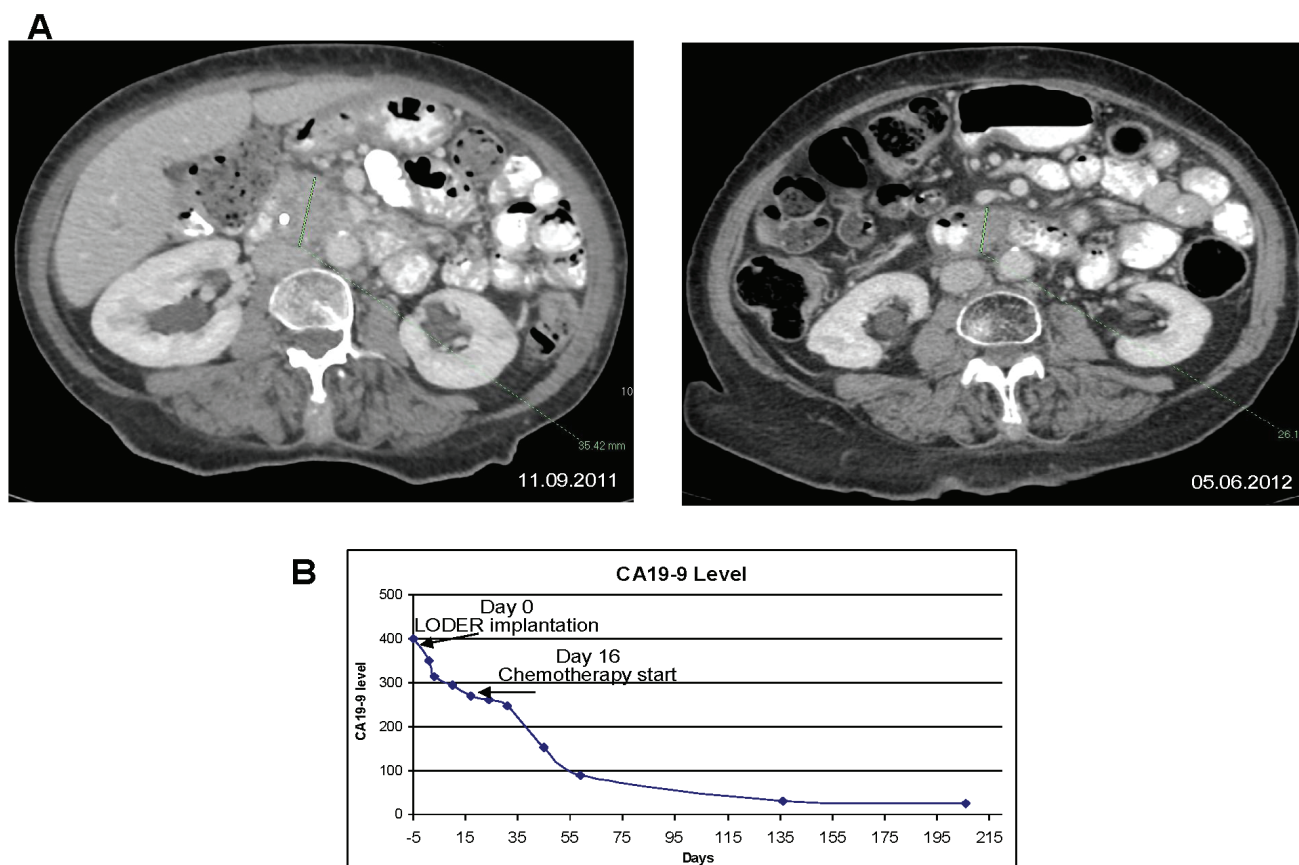 A
10
35.42 mm
11.09.2011
26.1
05.06.2012
B
CA19-9 Level
500
400
300
200
100
0
CA19-9 level
Day 0
LODER implantation
Day 16
Chemotherapy start
-5 15 35 55 75 95 115 135 155 175 195 215
Days